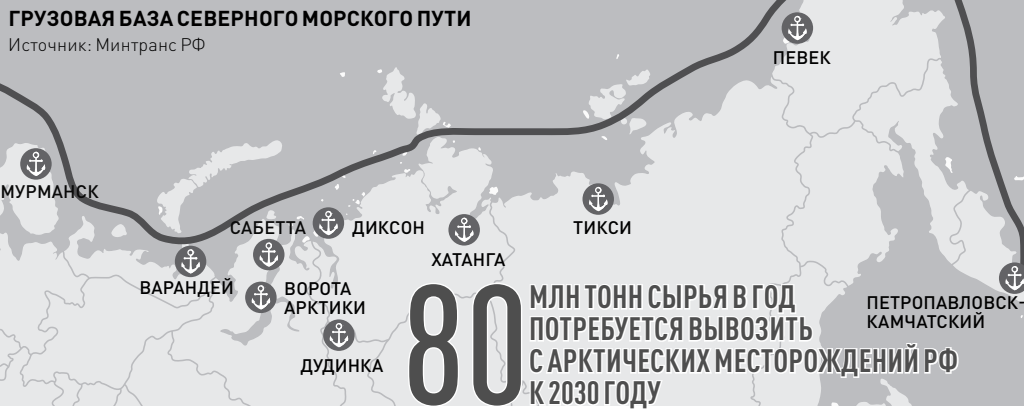 ГРУЗОВАЯ БАЗА СЕВЕРНОГО МОРСКОГО ПУТИ
Источник: Минтранс РФ
ПЕВЕК
МУРМАНСК
САБЕТТА
ДИКСОН
ТИКСИ
ХАТАНГА
ВАРАНДЕЙ
ВОРОТА
АРКТИКИ
ПЕТРОПАВЛОВСК-
КАМЧАТСКИЙ
ДУДИНКА
80
МЛН ТОНН СЫРЬЯ В ГОД
ПОТРЕБУЕТСЯ ВЫВОЗИТЬ
С АРКТИЧЕСКИХ МЕСТОРОЖДЕНИЙ РФ
К 2030 ГОДУ